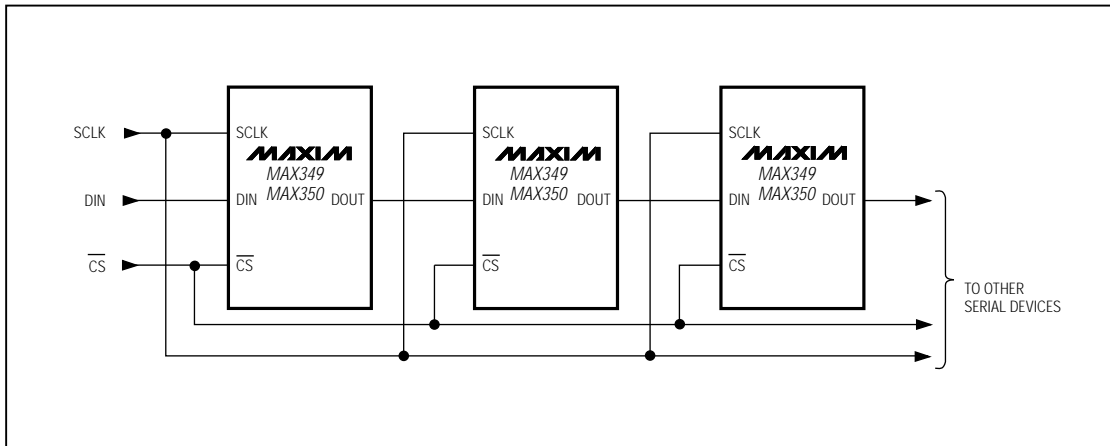 SCLK
DIN
CS
SCLK
MAXIM
MAX349
MAX350
DIN
DOUT
CS
SCLK
MAXIM
MAX349
MAX350
DIN
DOUT
CS
SCLK
MAXIM
MAX349
MAX350
DIN
DOUT
CS
TO OTHER
SERIAL DEVICES